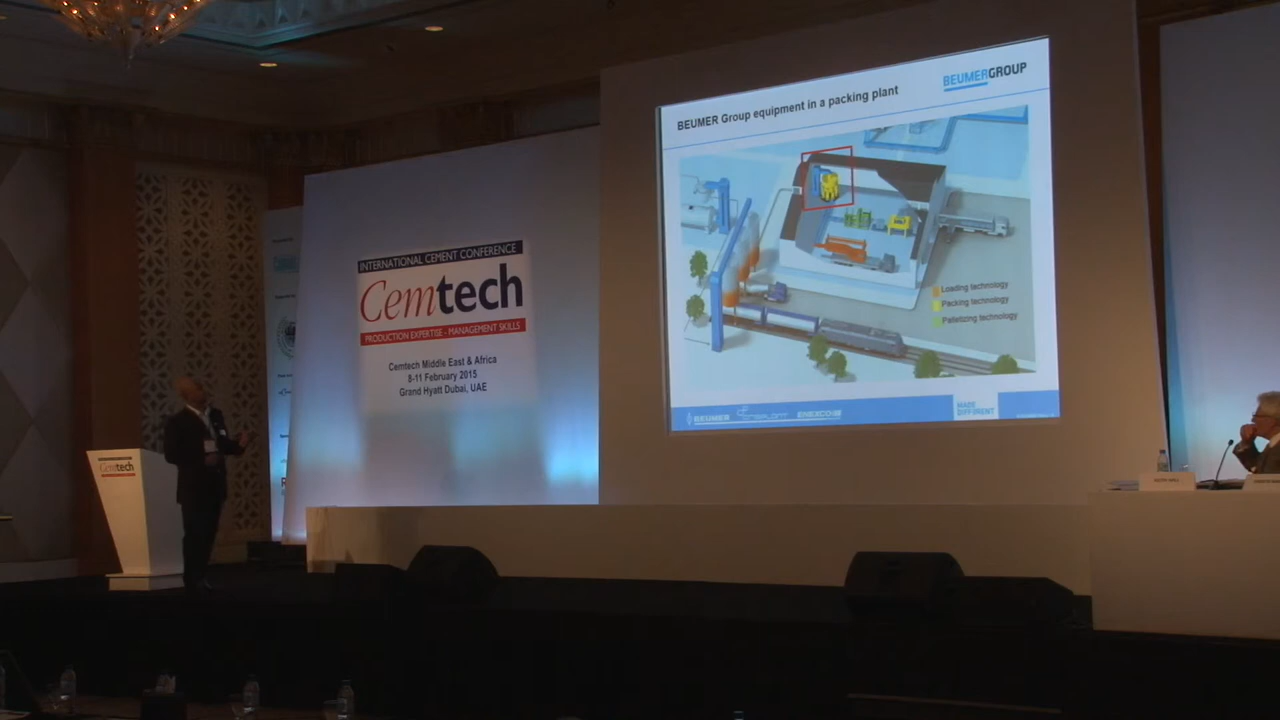 BEUMERGROUP
BEUMER Group equipment in a packing plant
Loading technology
Packing technology
Palletizing technology
BEUMER
ENEXCO
MADE
DIFFERENT
INTERNATIONAL CEMENT CONFERENCE
Cemtech
PRODUCTION EXPERTISE - MANAGEMENT SKILLS
Cemtech Middle East & Africa
8-11 February 2015
Grand Hyatt Dubai, UAE
Cemtech